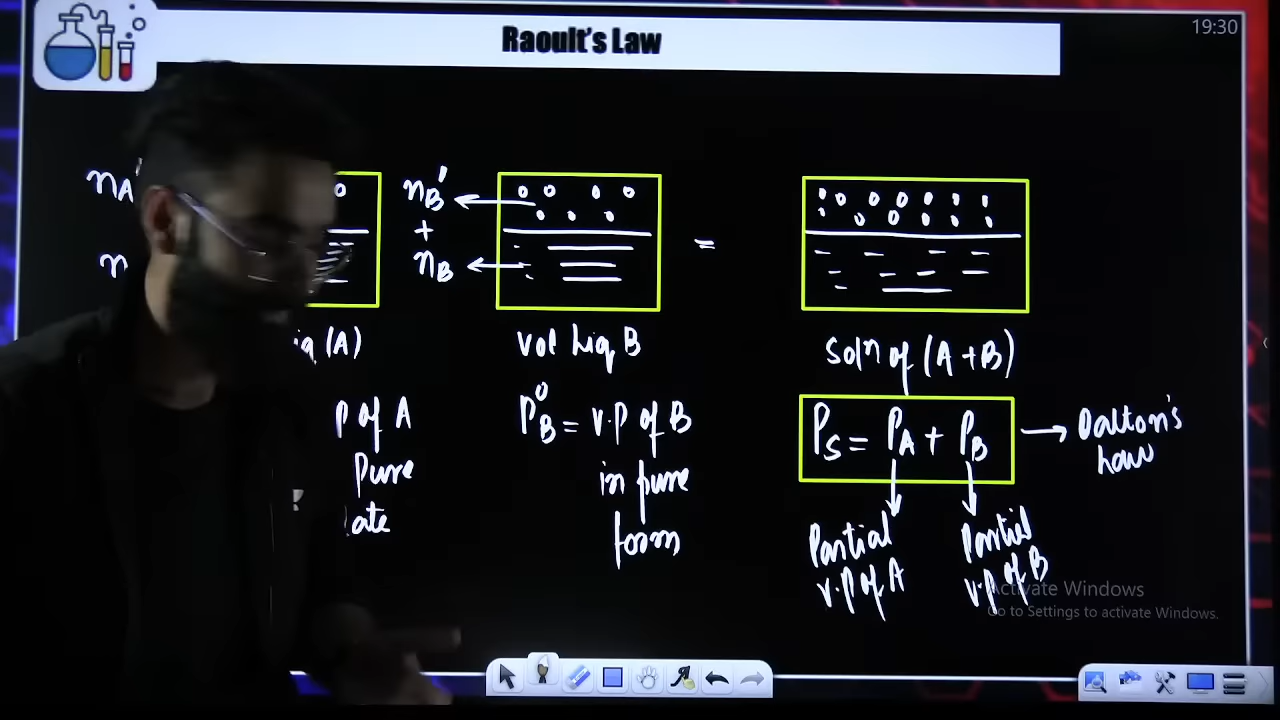 Raoult's Law
19:30
nA
nB'
+
n
nB
=
(A)
vol Liq B
Soln of (A+B)
P of A
Pure
ate
PB⁰ = V.P of B
in pure
form
PS = PA + PB
Dalton's
Law
Partial
V.P of A
Partial
V.P of B
Activate Windows
Go to Settings to activate Windows.